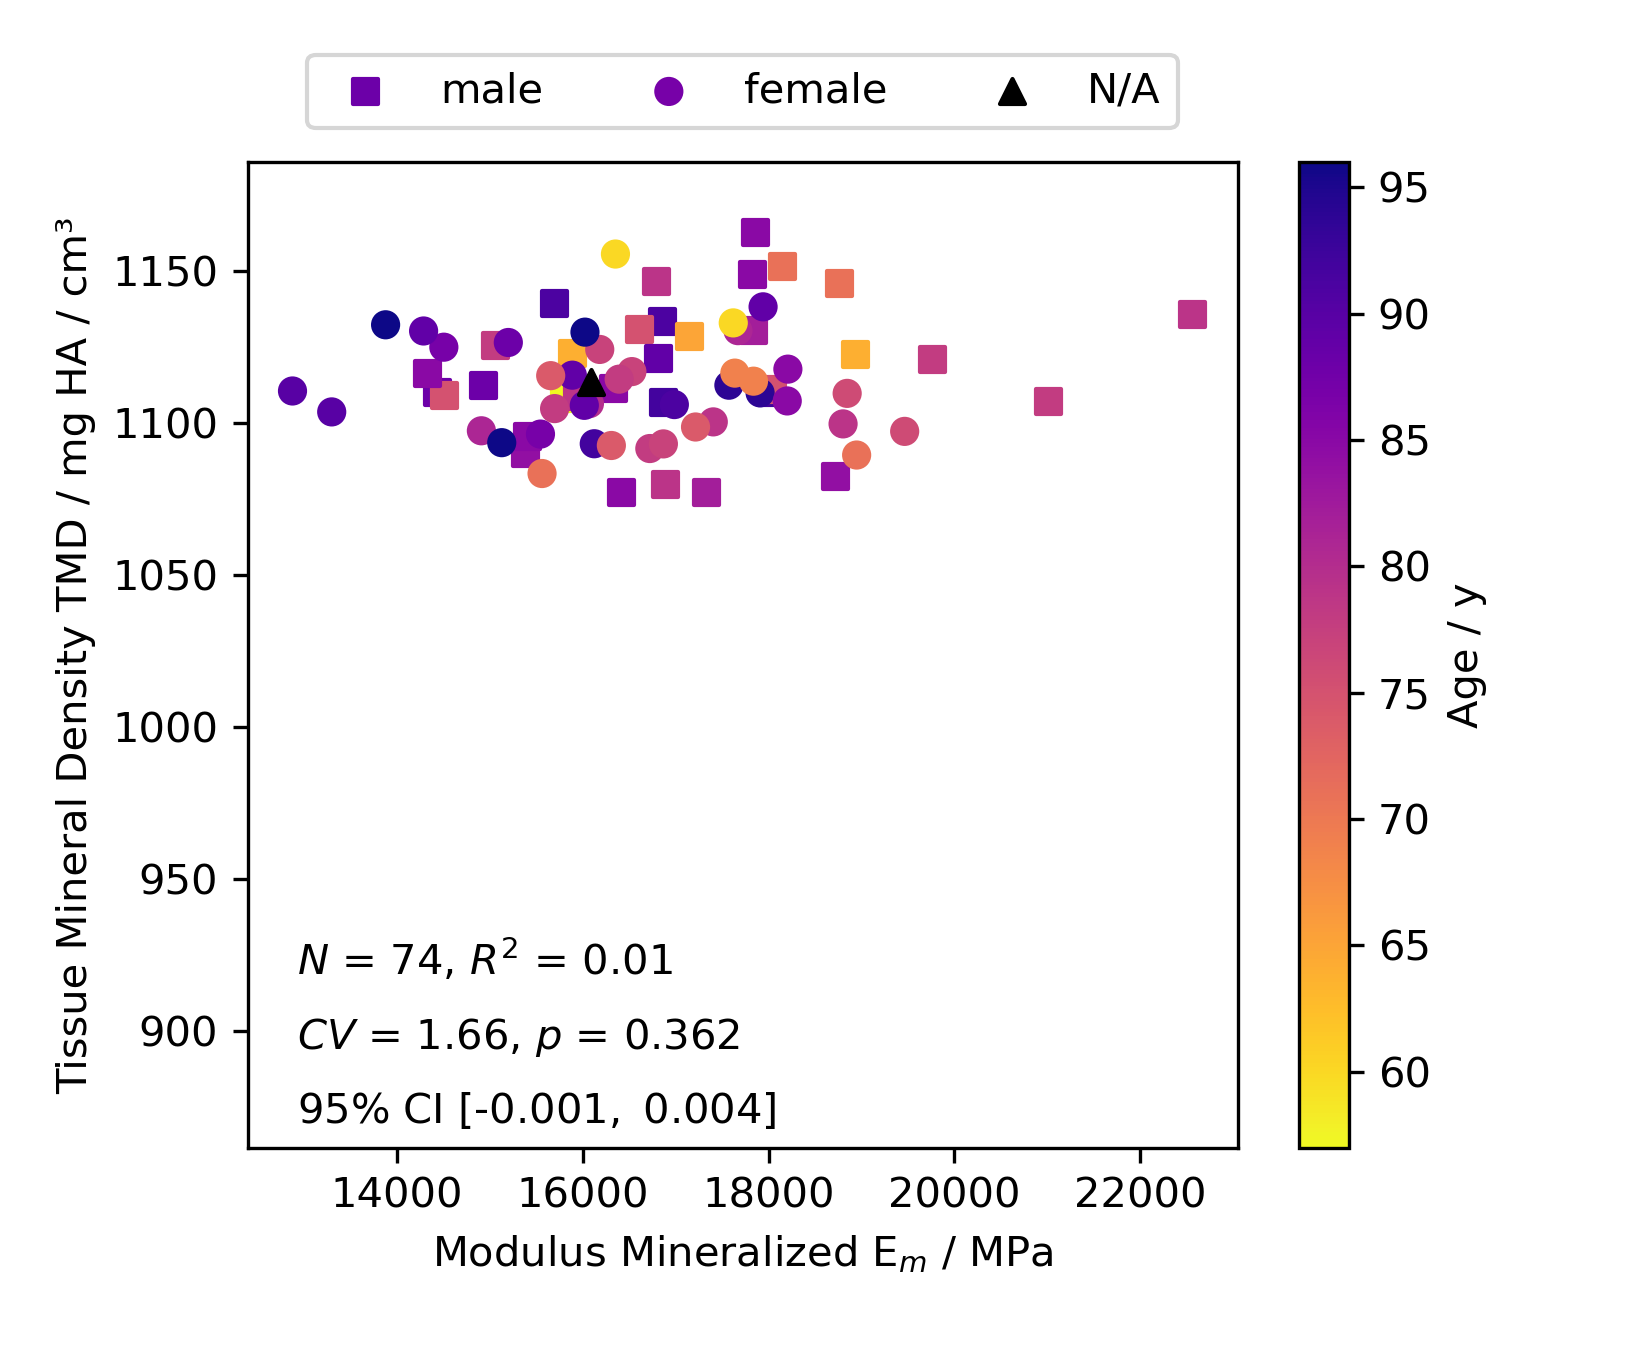 male female N/A
Tissue Mineral Density TMD / mg HA / cm³
1150
1100
1050
1000
950
900
N = 74, R² = 0.01
CV = 1.66, p = 0.362
95% CI [-0.001, 0.004]
14000 16000 18000 20000 22000
Modulus Mineralized Eₘ / MPa
95
90
85
80
75
70
65
60
Age / y